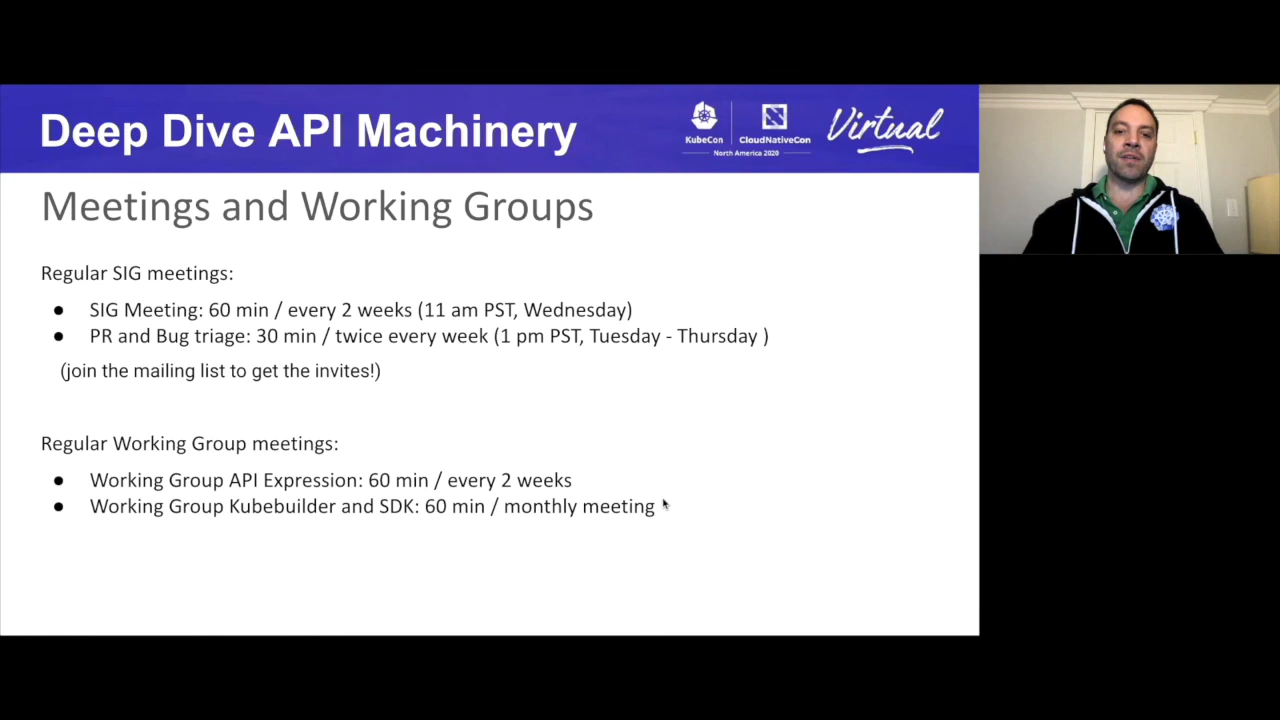 Deep Dive API Machinery
KubeCon
CloudNativeCon
North America 2020
Virtual
Meetings and Working Groups
Regular SIG meetings:
● SIG Meeting: 60 min / every 2 weeks (11 am PST, Wednesday)
● PR and Bug triage: 30 min / twice every week (1 pm PST, Tuesday - Thursday )
(join the mailing list to get the invites!)
Regular Working Group meetings:
● Working Group API Expression: 60 min / every 2 weeks
● Working Group Kubebuilder and SDK: 60 min / monthly meeting